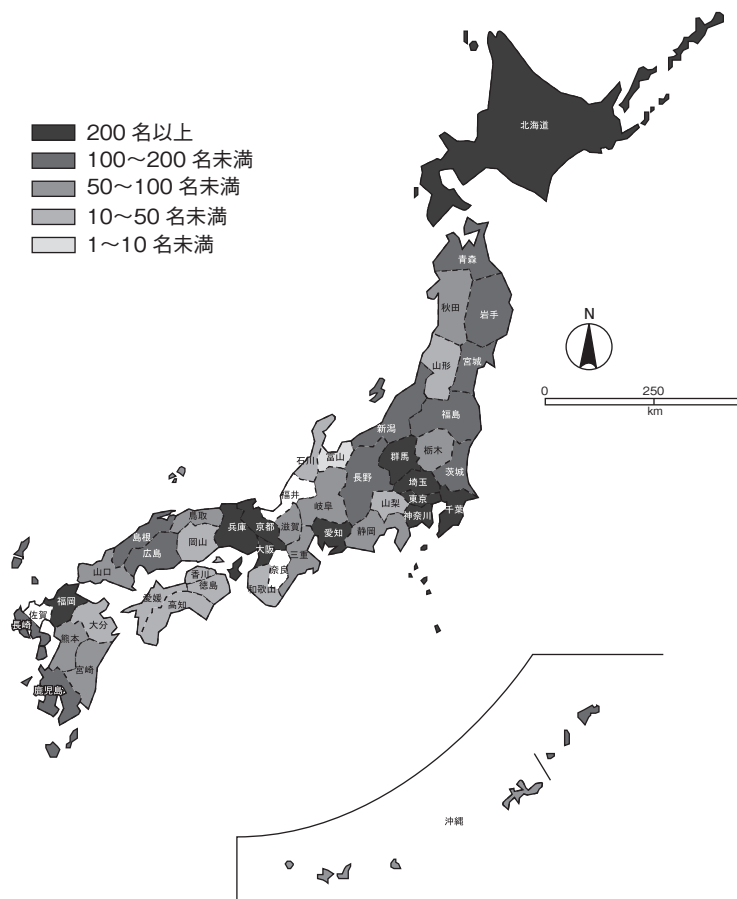 200 名以上
100〜200 名未満
50〜100 名未満
10〜50 名未満
1〜10 名未満
北海道
青森
秋田
岩手
山形
宮城
福島
新潟
N
0 250
km
石川
富山
群馬
栃木
茨城
長野
埼玉
東京
千葉
神奈川
山梨
静岡
福井
岐阜
愛知
滋賀
三重
京都
兵庫
大阪
奈良
和歌山
鳥取
島根
岡山
広島
山口
香川
徳島
愛媛
高知
福岡
佐賀
長崎
大分
熊本
宮崎
鹿児島
沖縄